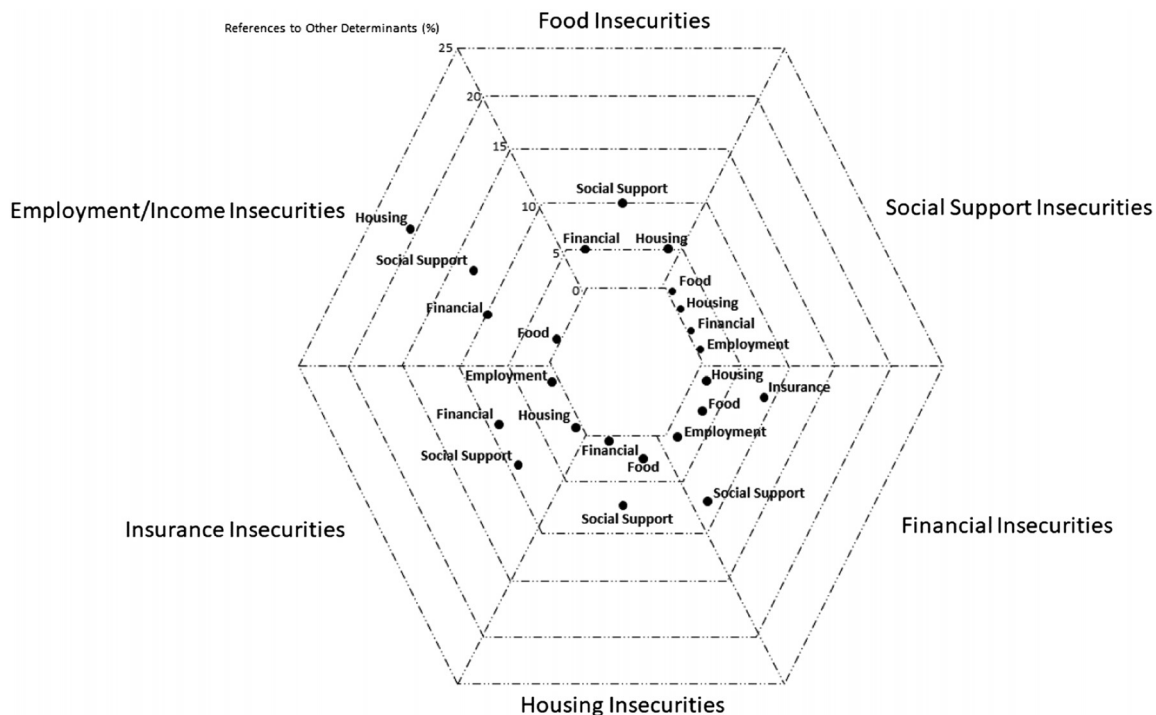 Food Insecurities
References to Other Determinants (%)
25
20
15
Social Support
10
Employment/Income Insecurities
Housing
Social Support Insecurities
Financial
Housing
5
Social Support
Food
0
Housing
Financial
Financial
Food
Employment
Employment
Housing
Insurance
Financial
Housing
Food
Employment
Social Support
Financial
Food
Social Support
Social Support
Insurance Insecurities
Financial Insecurities
Housing Insecurities